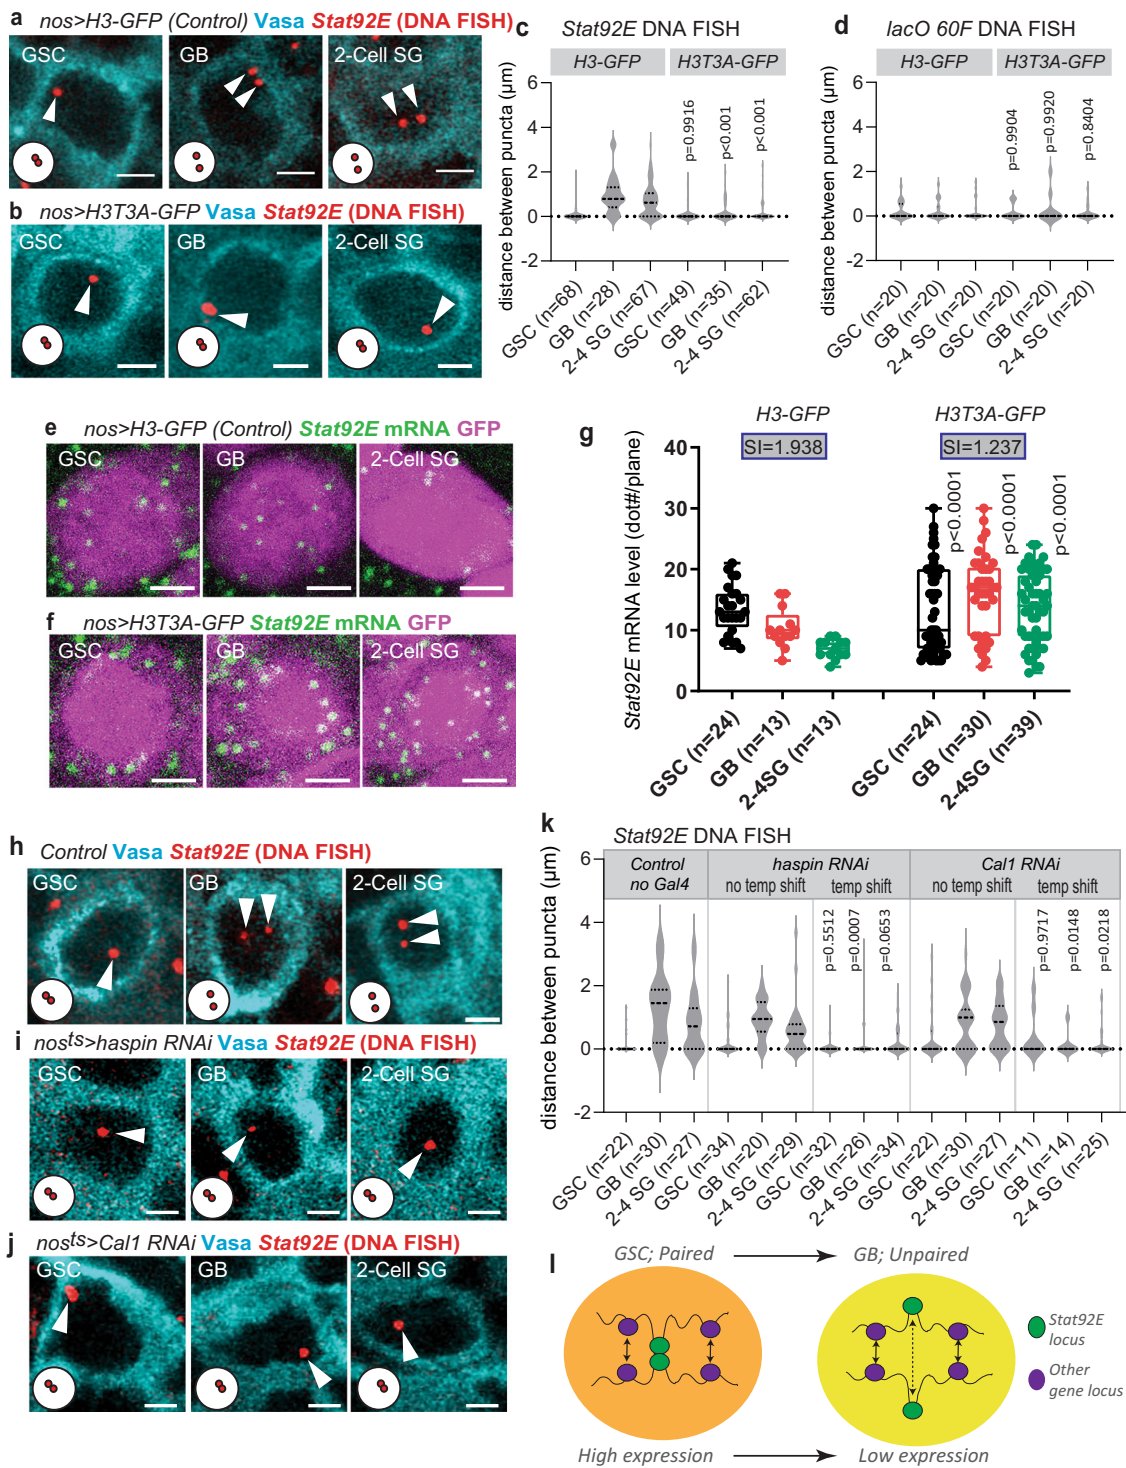 a nos>H3-GFP (Control) Vasa Stat92E (DNA FISH)
GSC GB 2-Cell SG
b nos>H3T3A-GFP Vasa Stat92E (DNA FISH)
GSC GB 2-Cell SG
c Stat92E DNA FISH
H3-GFP H3T3A-GFP
distance between puncta (µm)
6
4
2
0
-2
p=0.9916
p<0.001
p<0.001
GSC (n=68)
GB (n=28)
2-4 SG (n=67)
GSC (n=49)
GB (n=35)
2-4 SG (n=62)
d lacO 60F DNA FISH
H3-GFP H3T3A-GFP
distance between puncta (µm)
6
4
2
0
-2
p=0.9904
p=0.9920
p=0.8404
GSC (n=20)
GB (n=20)
2-4 SG (n=20)
GSC (n=20)
GB (n=20)
2-4 SG (n=20)
e nos>H3-GFP (Control) Stat92E mRNA GFP
GSC GB 2-Cell SG
f nos>H3T3A-GFP Stat92E mRNA GFP
GSC GB 2-Cell SG
g H3-GFP H3T3A-GFP
SI=1.938 SI=1.237
Stat92E mRNA level (dot#/plane)
40
30
20
10
0
p<0.0001
p<0.0001
p<0.0001
GSC (n=24)
GB (n=13)
2-4SG (n=13)
GSC (n=24)
GB (n=30)
2-4SG (n=39)
h Control Vasa Stat92E (DNA FISH)
GSC GB 2-Cell SG
i nosts>haspin RNAi Vasa Stat92E (DNA FISH)
GSC GB 2-Cell SG
j nosts>Cal1 RNAi Vasa Stat92E (DNA FISH)
GSC GB 2-Cell SG
k Stat92E DNA FISH
Control haspin RNAi Cal1 RNAi
no Gal4 no temp shift temp shift no temp shift temp shift
distance between puncta (µm)
6
4
2
0
-2
p=0.5512
p=0.0007
p=0.0653
p=0.9717
p=0.0148
p=0.0218
GSC (n=22)
GB (n=30)
2-4 SG (n=27)
GSC (n=34)
GB (n=20)
2-4 SG (n=29)
GSC (n=32)
GB (n=26)
2-4 SG (n=34)
GSC (n=22)
GB (n=30)
2-4 SG (n=27)
GSC (n=11)
GB (n=14)
2-4 SG (n=25)
l GSC; Paired GB; Unpaired
Stat92E
locus
Other
gene locus
High expression Low expression